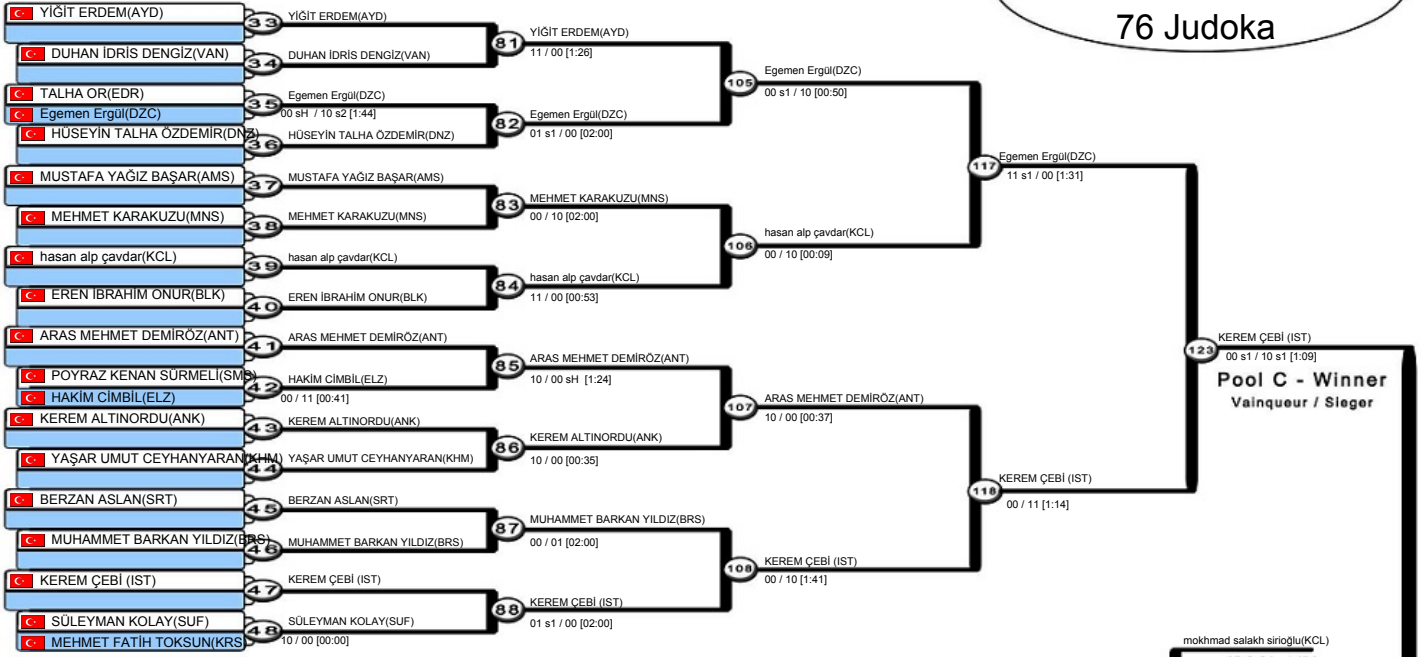 76 Judoka
YİĞİT ERDEM(AYD)
DUHAN İDRİS DENGİZ(VAN)
TALHA OR(EDR)
Egemen Ergül(DZC)
HÜSEYİN TALHA ÖZDEMİR(DNZ)
MUSTAFA YAĞIZ BAŞAR(AMS)
MEHMET KARAKUZU(MNS)
hasan alp çavdar(KCL)
EREN İBRAHİM ONUR(BLK)
ARAS MEHMET DEMİRÖZ(ANT)
POYRAZ KENAN SÜRMELİ(SMS)
HAKİM CİMBİL(ELZ)
KEREM ALTINORDU(ANK)
YAŞAR UMUT CEYHANYARAN(KHM)
BERZAN ASLAN(SRT)
MUHAMMET BARKAN YILDIZ(BRS)
KEREM ÇEBİ (IST)
SÜLEYMAN KOLAY(SUF)
MEHMET FATİH TOKSUN(KRS)
33 YİĞİT ERDEM(AYD)
34 DUHAN İDRİS DENGİZ(VAN)
35 Egemen Ergül(DZC)
00 sH / 10 s2 [1:44]
36 HÜSEYİN TALHA ÖZDEMİR(DNZ)
37 MUSTAFA YAĞIZ BAŞAR(AMS)
38 MEHMET KARAKUZU(MNS)
39 hasan alp çavdar(KCL)
40 EREN İBRAHİM ONUR(BLK)
41 ARAS MEHMET DEMİRÖZ(ANT)
42 HAKİM CİMBİL(ELZ)
00 / 11 [00:41]
43 KEREM ALTINORDU(ANK)
44 YAŞAR UMUT CEYHANYARAN(KHM)
45 BERZAN ASLAN(SRT)
46 MUHAMMET BARKAN YILDIZ(BRS)
47 KEREM ÇEBİ (IST)
48 SÜLEYMAN KOLAY(SUF)
10 / 00 [00:00]
81 YİĞİT ERDEM(AYD)
11 / 00 [1:26]
82 Egemen Ergül(DZC)
01 s1 / 00 [02:00]
83 MEHMET KARAKUZU(MNS)
00 / 10 [02:00]
84 hasan alp çavdar(KCL)
11 / 00 [00:53]
85 ARAS MEHMET DEMİRÖZ(ANT)
10 / 00 sH [1:24]
86 KEREM ALTINORDU(ANK)
10 / 00 [00:35]
87 MUHAMMET BARKAN YILDIZ(BRS)
00 / 01 [02:00]
88 KEREM ÇEBİ (IST)
01 s1 / 00 [02:00]
105 Egemen Ergül(DZC)
00 s1 / 10 [00:50]
106 hasan alp çavdar(KCL)
00 / 10 [00:09]
107 ARAS MEHMET DEMİRÖZ(ANT)
10 / 00 [00:37]
108 KEREM ÇEBİ (IST)
00 / 10 [1:41]
117 Egemen Ergül(DZC)
11 s1 / 00 [1:31]
118 KEREM ÇEBİ (IST)
00 / 11 [1:14]
123 KEREM ÇEBİ (IST)
00 s1 / 10 s1 [1:09]
Pool C - Winner
Vainqueur / Sieger
mokhmad salakh sirioğlu(KCL)